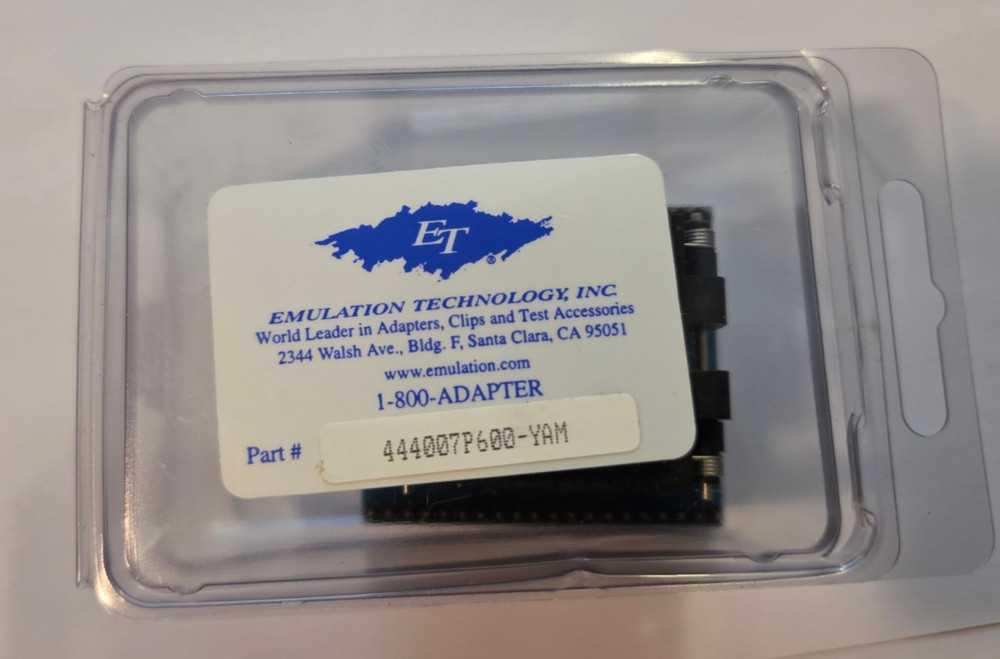 ET ®
EMULATION TECHNOLOGY, INC.
World Leader in Adapters, Clips and Test Accessories
2344 Walsh Ave., Bldg. F, Santa Clara, CA 95051
www.emulation.com
1-800-ADAPTER
Part # 444007P600-YAM